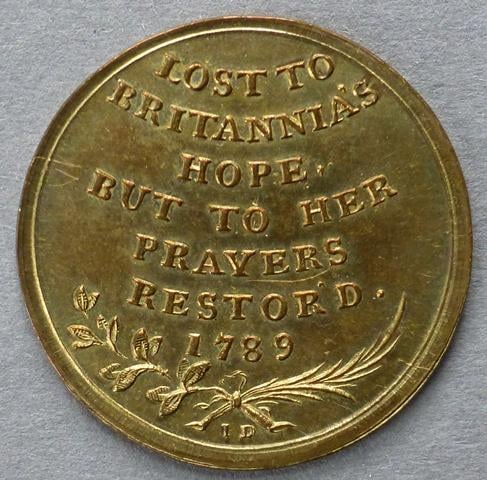 LOST TO
BRITANNIA'S
HOPE,
BUT TO HER
PRAYERS
RESTOR'D.
1789
I D